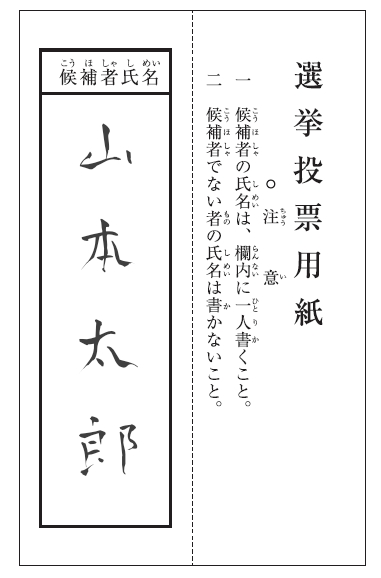 選挙投票用紙
○注意
一 候補者の氏名は、欄内に一人書くこと。
二 候補者でない者の氏名は書かないこと。
候補者氏名
山本太郎